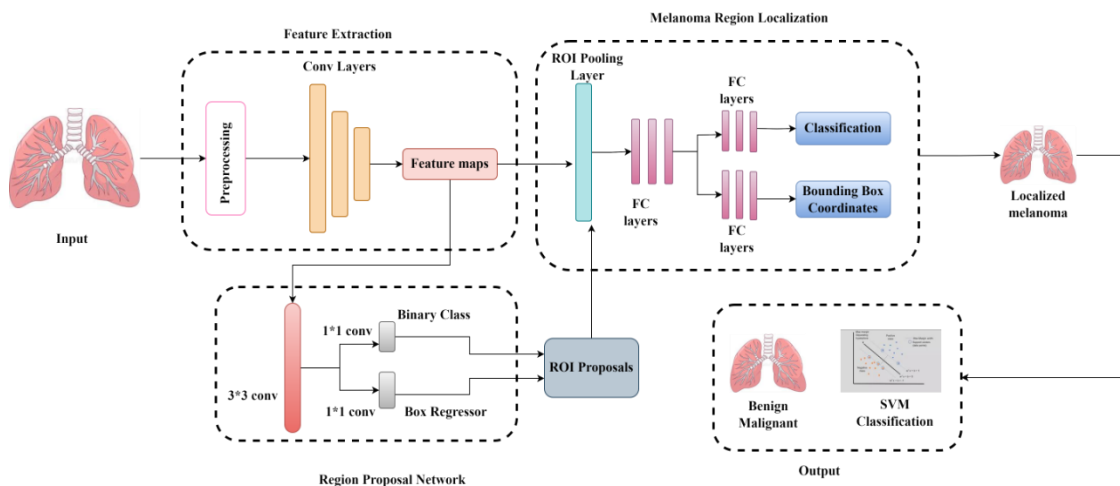 Melanoma Region Localization
Feature Extraction
ROI Pooling
Layer
Conv Layers
FC
layers
Preprocessing
Classification
Feature maps
FC
layers
Bounding Box
Coordinates
FC
layers
Localized
melanoma
Input
1*1 conv
Binary Class
3*3 conv
1*1 conv
Box Regressor
ROI Proposals
Benign
Malignant
SVM
Classification
Region Proposal Network
Output